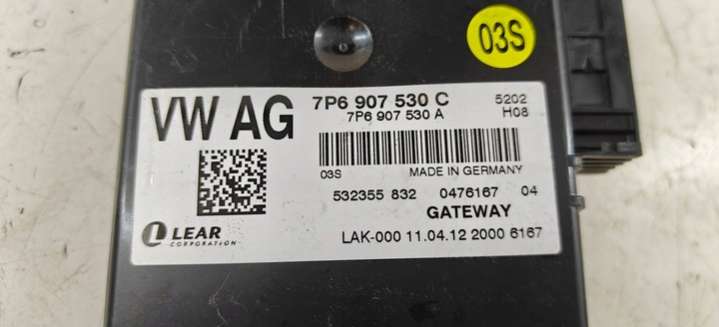 03S
VW AG
7P6 907 530 C
5202
7P6 907 530 A
H08
03S
MADE IN GERMANY
532355 832 0476167 04
GATEWAY
LEAR
CORPORATION
LAK-000 11.04.12 2000 6167